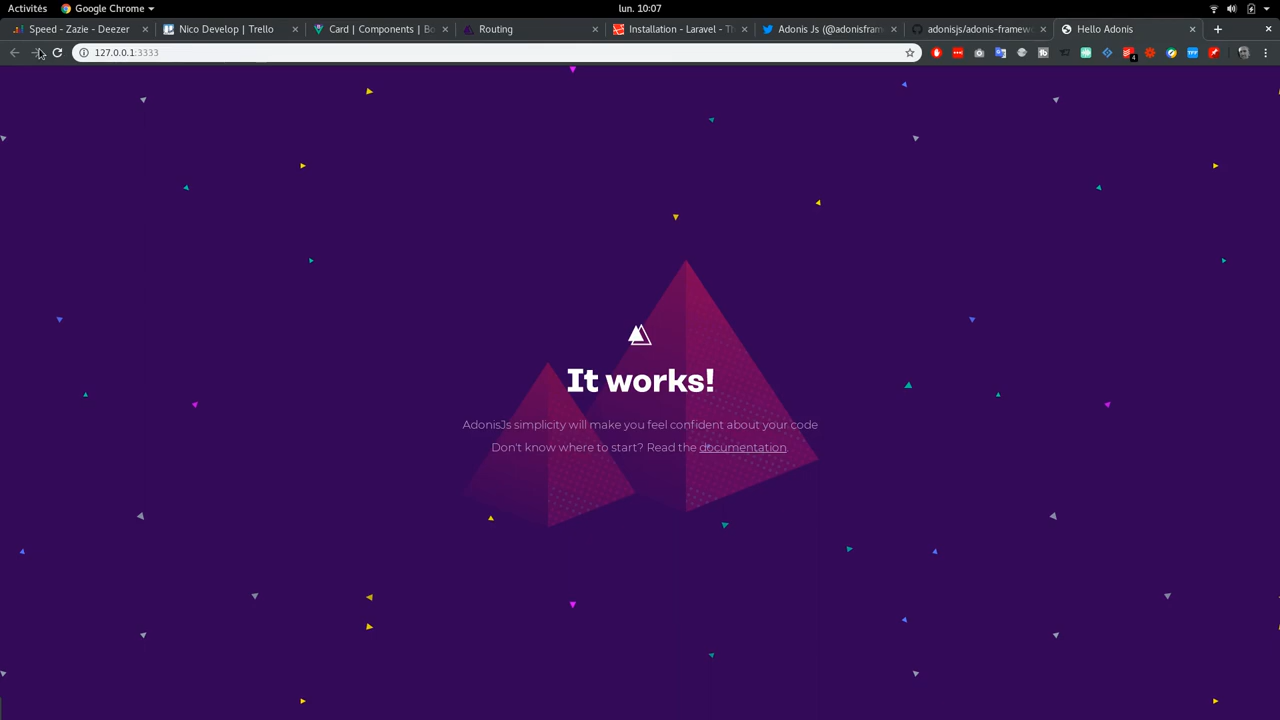 Activités
Google Chrome
lun. 10:07
Speed - Zazie - Deezer
Nico Develop | Trello
Card | Components | Bo
Routing
Installation - Laravel - Th
Adonis Js (@adonisfram
adonisjs/adonis-framewo
Hello Adonis
127.0.0.1:3333
4
It works!
AdonisJs simplicity will make you feel confident about your code
Don't know where to start? Read the documentation.